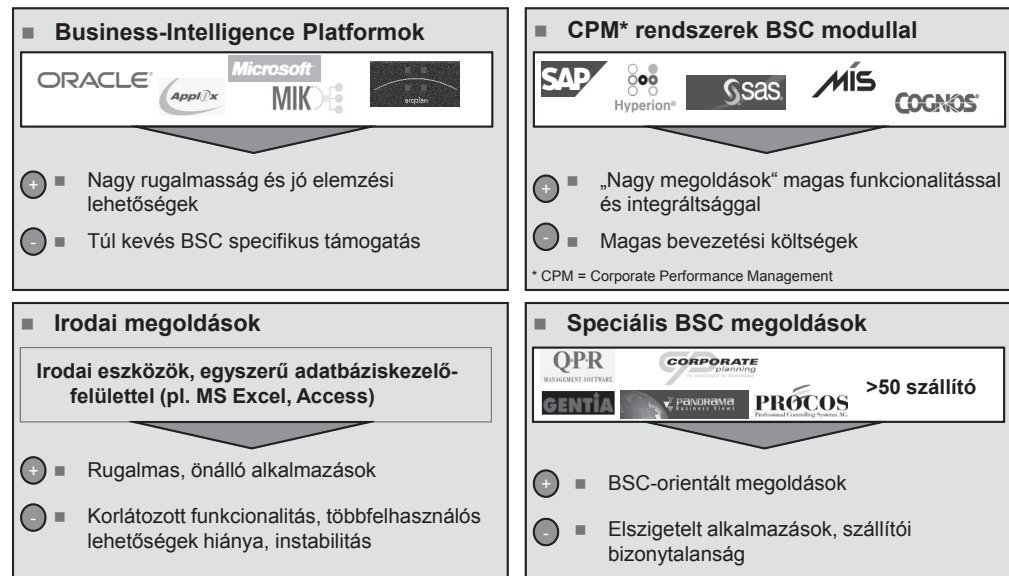 Business-Intelligence Platformok
ORACLE
Applix
Microsoft
MIK
arcplan
+ Nagy rugalmasság és jó elemzési
lehetőségek
- Túl kevés BSC specifikus támogatás
CPM* rendszerek BSC modullal
SAP
Hyperion®
sas
MIS
COGNOS
+ „Nagy megoldások“ magas funkcionalitással
és integráltsággal
- Magas bevezetési költségek
* CPM = Corporate Performance Management
Irodai megoldások
Irodai eszközök, egyszerű adatbáziskezelő-
felülettel (pl. MS Excel, Access)
+ Rugalmas, önálló alkalmazások
- Korlátozott funkcionalitás, többfelhasználós
lehetőségek hiánya, instabilitás
Speciális BSC megoldások
QPR
MANAGEMENT SOFTWARE
CORPORATE
planning
GENTIA
PANORAMA
Business Views
PROCOS
Professional Controlling Systems AG
>50 szállító
+ BSC-orientált megoldások
- Elszigetelt alkalmazások, szállítói
bizonytalanság